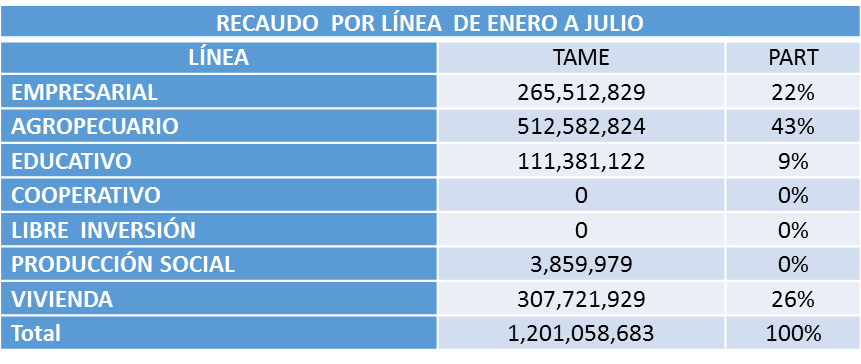 RECAUDO POR LÍNEA DE ENERO A JULIO
LÍNEA TAME PART
EMPRESARIAL 265,512,829 22%
AGROPECUARIO 512,582,824 43%
EDUCATIVO 111,381,122 9%
COOPERATIVO 0 0%
LIBRE INVERSIÓN 0 0%
PRODUCCIÓN SOCIAL 3,859,979 0%
VIVIENDA 307,721,929 26%
Total 1,201,058,683 100%